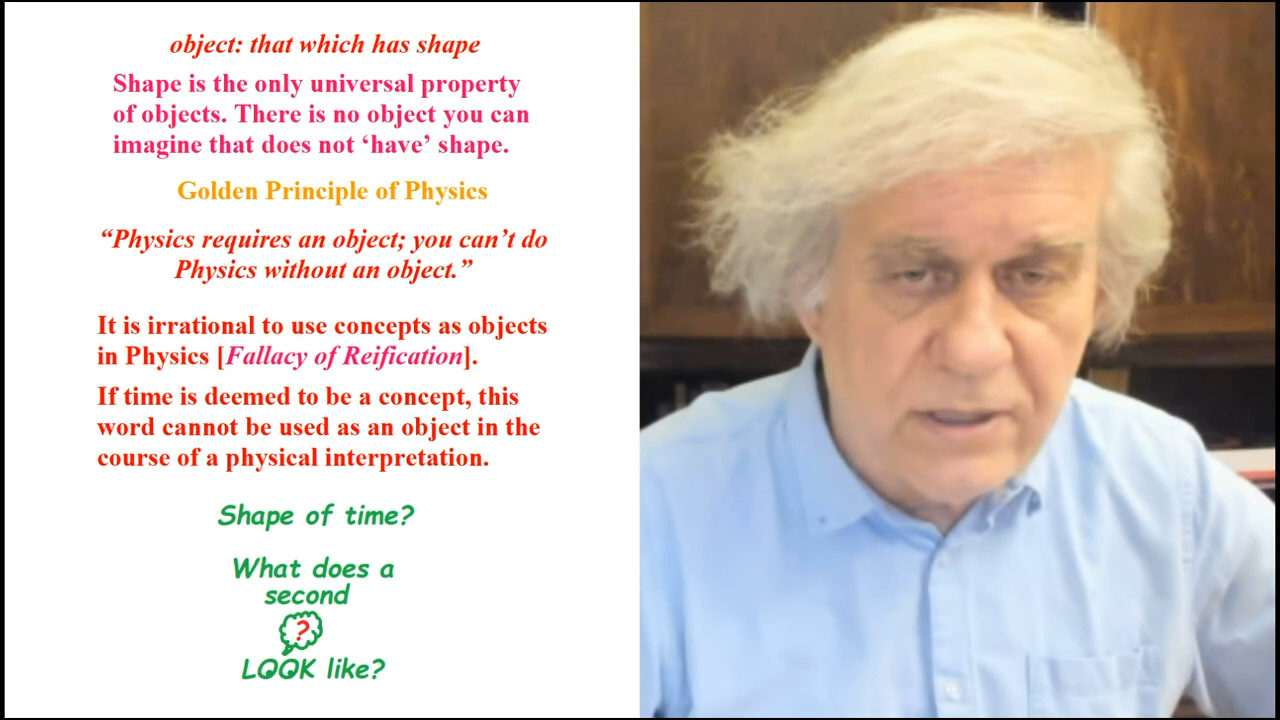 object: that which has shape
Shape is the only universal property
of objects. There is no object you can
imagine that does not ‘have’ shape.
Golden Principle of Physics
“Physics requires an object; you can’t do
Physics without an object.”
It is irrational to use concepts as objects
in Physics [Fallacy of Reification].
If time is deemed to be a concept, this
word cannot be used as an object in the
course of a physical interpretation.
Shape of time?
What does a
second
?
LOOK like?